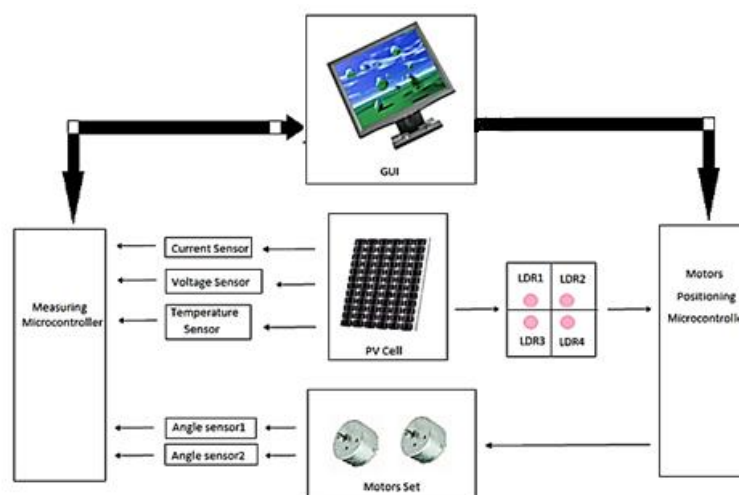 GUI
Current Sensor
Voltage Sensor
Temperature
Sensor
Measuring
Microcontroller
PV Cell
LDR1 LDR2
LDR3 LDR4
Motors
Positioning
Microcontrolle
Angle sensor1
Angle sensor2
Motors Set